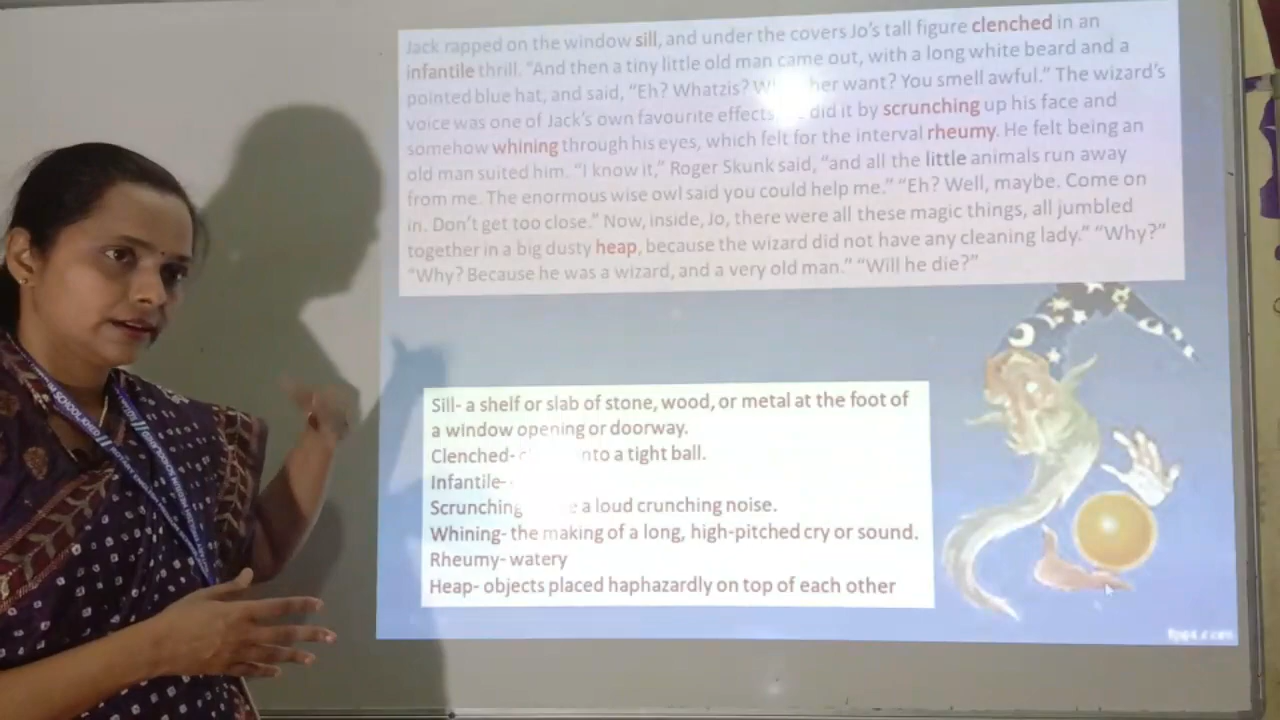 Jack rapped on the window sill, and under the covers Jo's tall figure clenched in an
infantile thrill. "And then a tiny little old man came out, with a long white beard and a
pointed blue hat, and said, "Eh? Whatzis? her want? You smell awful." The wizard's
voice was one of Jack's own favourite effects did it by scrunching up his face and
somehow whining through his eyes, which felt for the interval rheumy. He felt being an
old man suited him. "I know it," Roger Skunk said, "and all the little animals run away
from me. The enormous wise owl said you could help me." "Eh? Well, maybe. Come on
in. Don't get too close." Now, inside, Jo, there were all these magic things, all jumbled
together in a big dusty heap, because the wizard did not have any cleaning lady." "Why?"
"Why? Because he was a wizard, and a very old man." "Will he die?"
Sill- a shelf or slab of stone, wood, or metal at the foot of
a window opening or doorway.
Clenched- into a tight ball.
Infantile-
Scrunching a loud crunching noise.
Whining- the making of a long, high-pitched cry or sound.
Rheumy- watery
Heap- objects placed haphazardly on top of each other